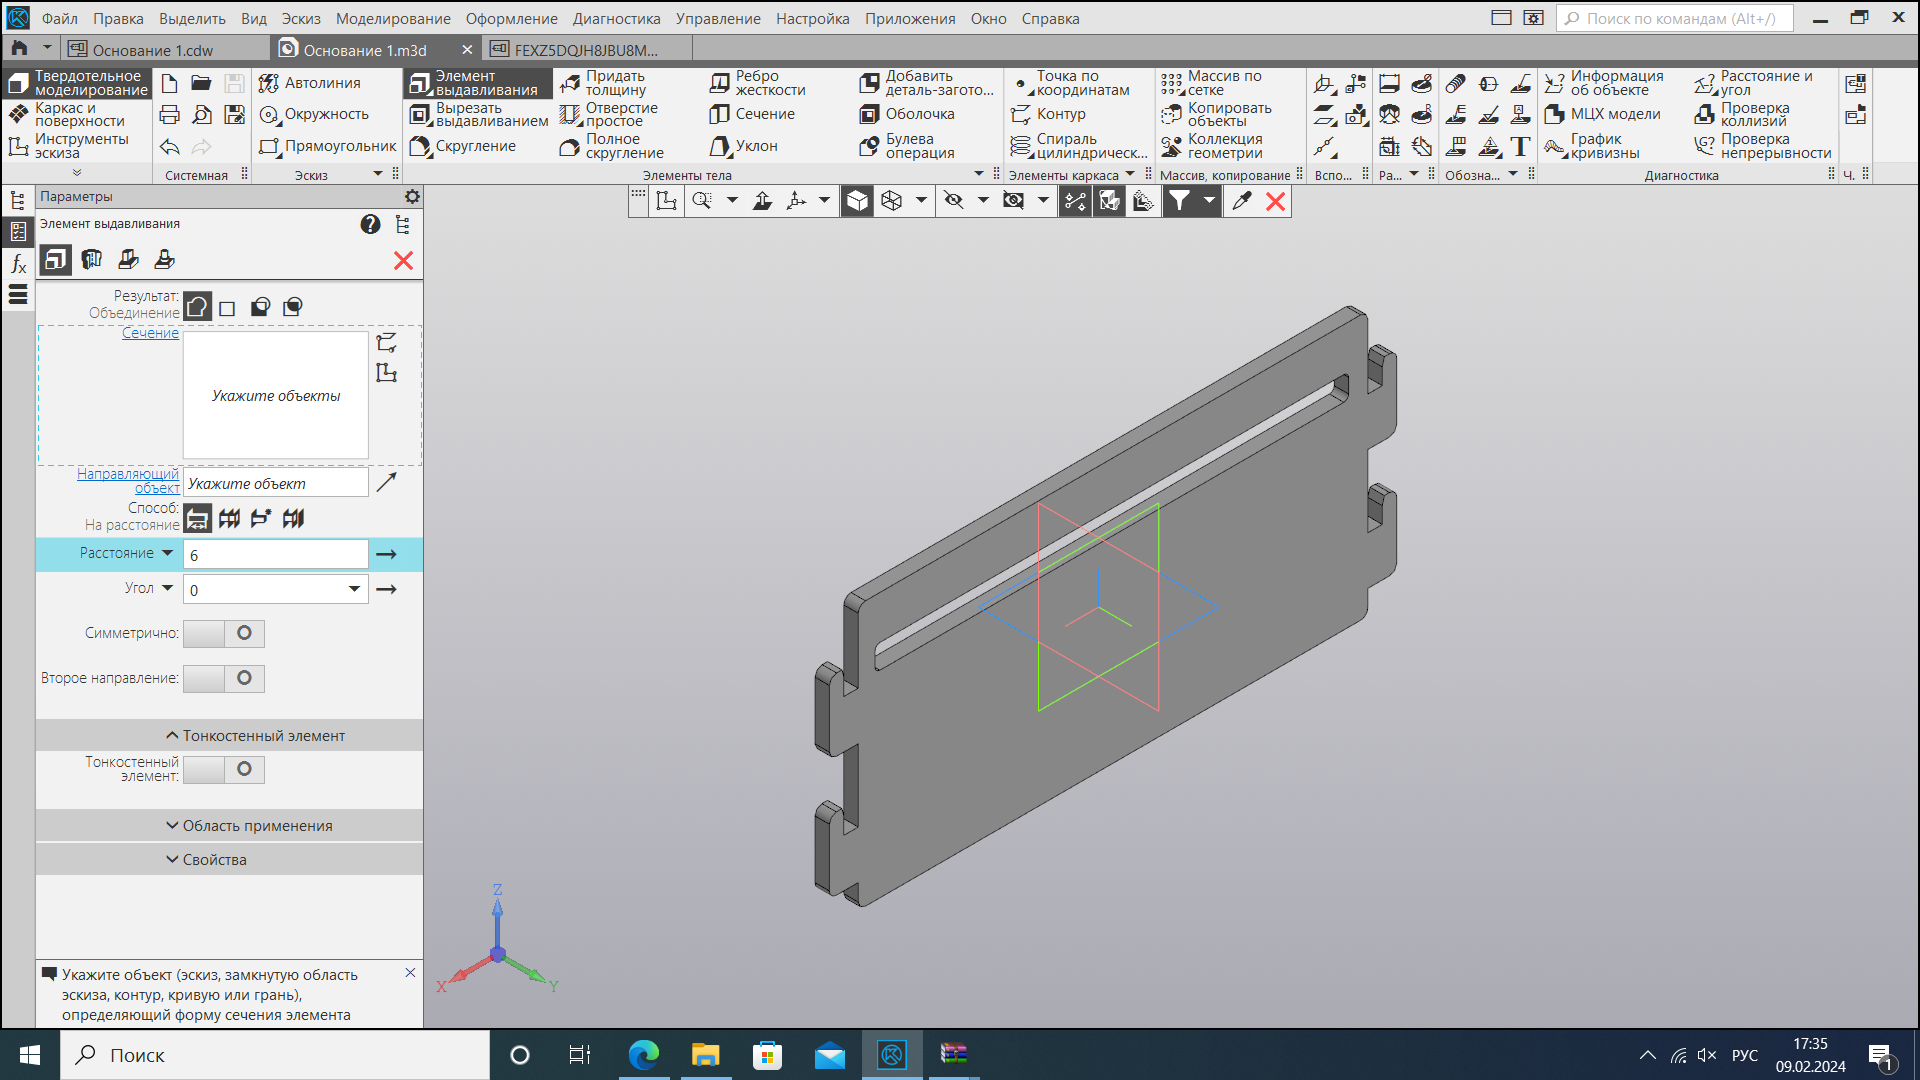 Файл Правка Выделить Вид Эскиз Моделирование Оформление Диагностика Управление Настройка Приложения Окно Справка
Поиск по командам (Alt+/)
Основание 1.cdw
Основание 1.m3d
FEXZ5DQJH8JBU8M...
Твердотельное моделирование
Каркас и поверхности
Инструменты эскиза
Системная
Автолиния
Окружность
Прямоугольник
Эскиз
Элемент выдавливания
Вырезать выдавливанием
Скругление
Придать толщину
Отверстие простое
Полное скругление
Ребро жесткости
Сечение
Уклон
Добавить деталь-загото...
Оболочка
Булева операция
Элементы тела
Точка по координатам
Контур
Спираль цилиндрическ...
Элементы каркаса
Массив по сетке
Копировать объекты
Коллекция геометрии
Массив, копирование
Вспо...
Ра...
Обозна...
Информация об объекте
МЦХ модели
График кривизны
Расстояние и угол
Проверка коллизий
Проверка непрерывности
Диагностика
Ч.
Параметры
Элемент выдавливания
Результат:
Объединение
Сечение
Укажите объекты
Направляющий
объект
Укажите объект
Способ:
На расстояние
Расстояние
6
Угол
0
Симметрично:
Второе направление:
Тонкостенный элемент
Тонкостенный
элемент:
Область применения
Свойства
Укажите объект (эскиз, замкнутую область
эскиза, контур, кривую или грань),
определяющий форму сечения элемента
Z
X
Y
Поиск
РУС
17:35
09.02.2024
1